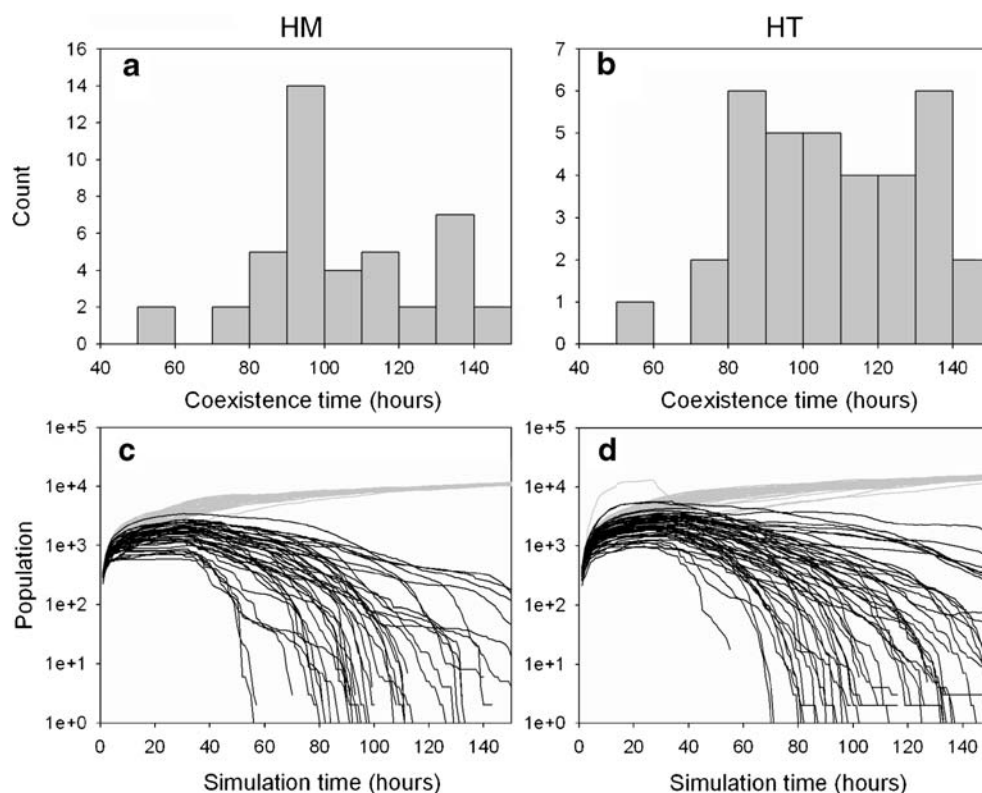 HM
HT
a
b
Count
16
14
12
10
8
6
4
2
0
7
6
5
4
3
2
1
0
40 60 80 100 120 140
40 60 80 100 120 140
Coexistence time (hours)
Coexistence time (hours)
c
d
Population
1e+5
1e+4
1e+3
1e+2
1e+1
1e+0
1e+5
1e+4
1e+3
1e+2
1e+1
1e+0
0 20 40 60 80 100 120 140
0 20 40 60 80 100 120 140
Simulation time (hours)
Simulation time (hours)